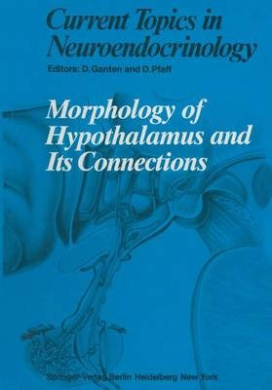 Current Topics in
Neuroendocrinology
Editors: D. Ganten and D. Pfaff
Morphology of
Hypothalamus and
Its Connections
Springer-Verlag Berlin Heidelberg New York